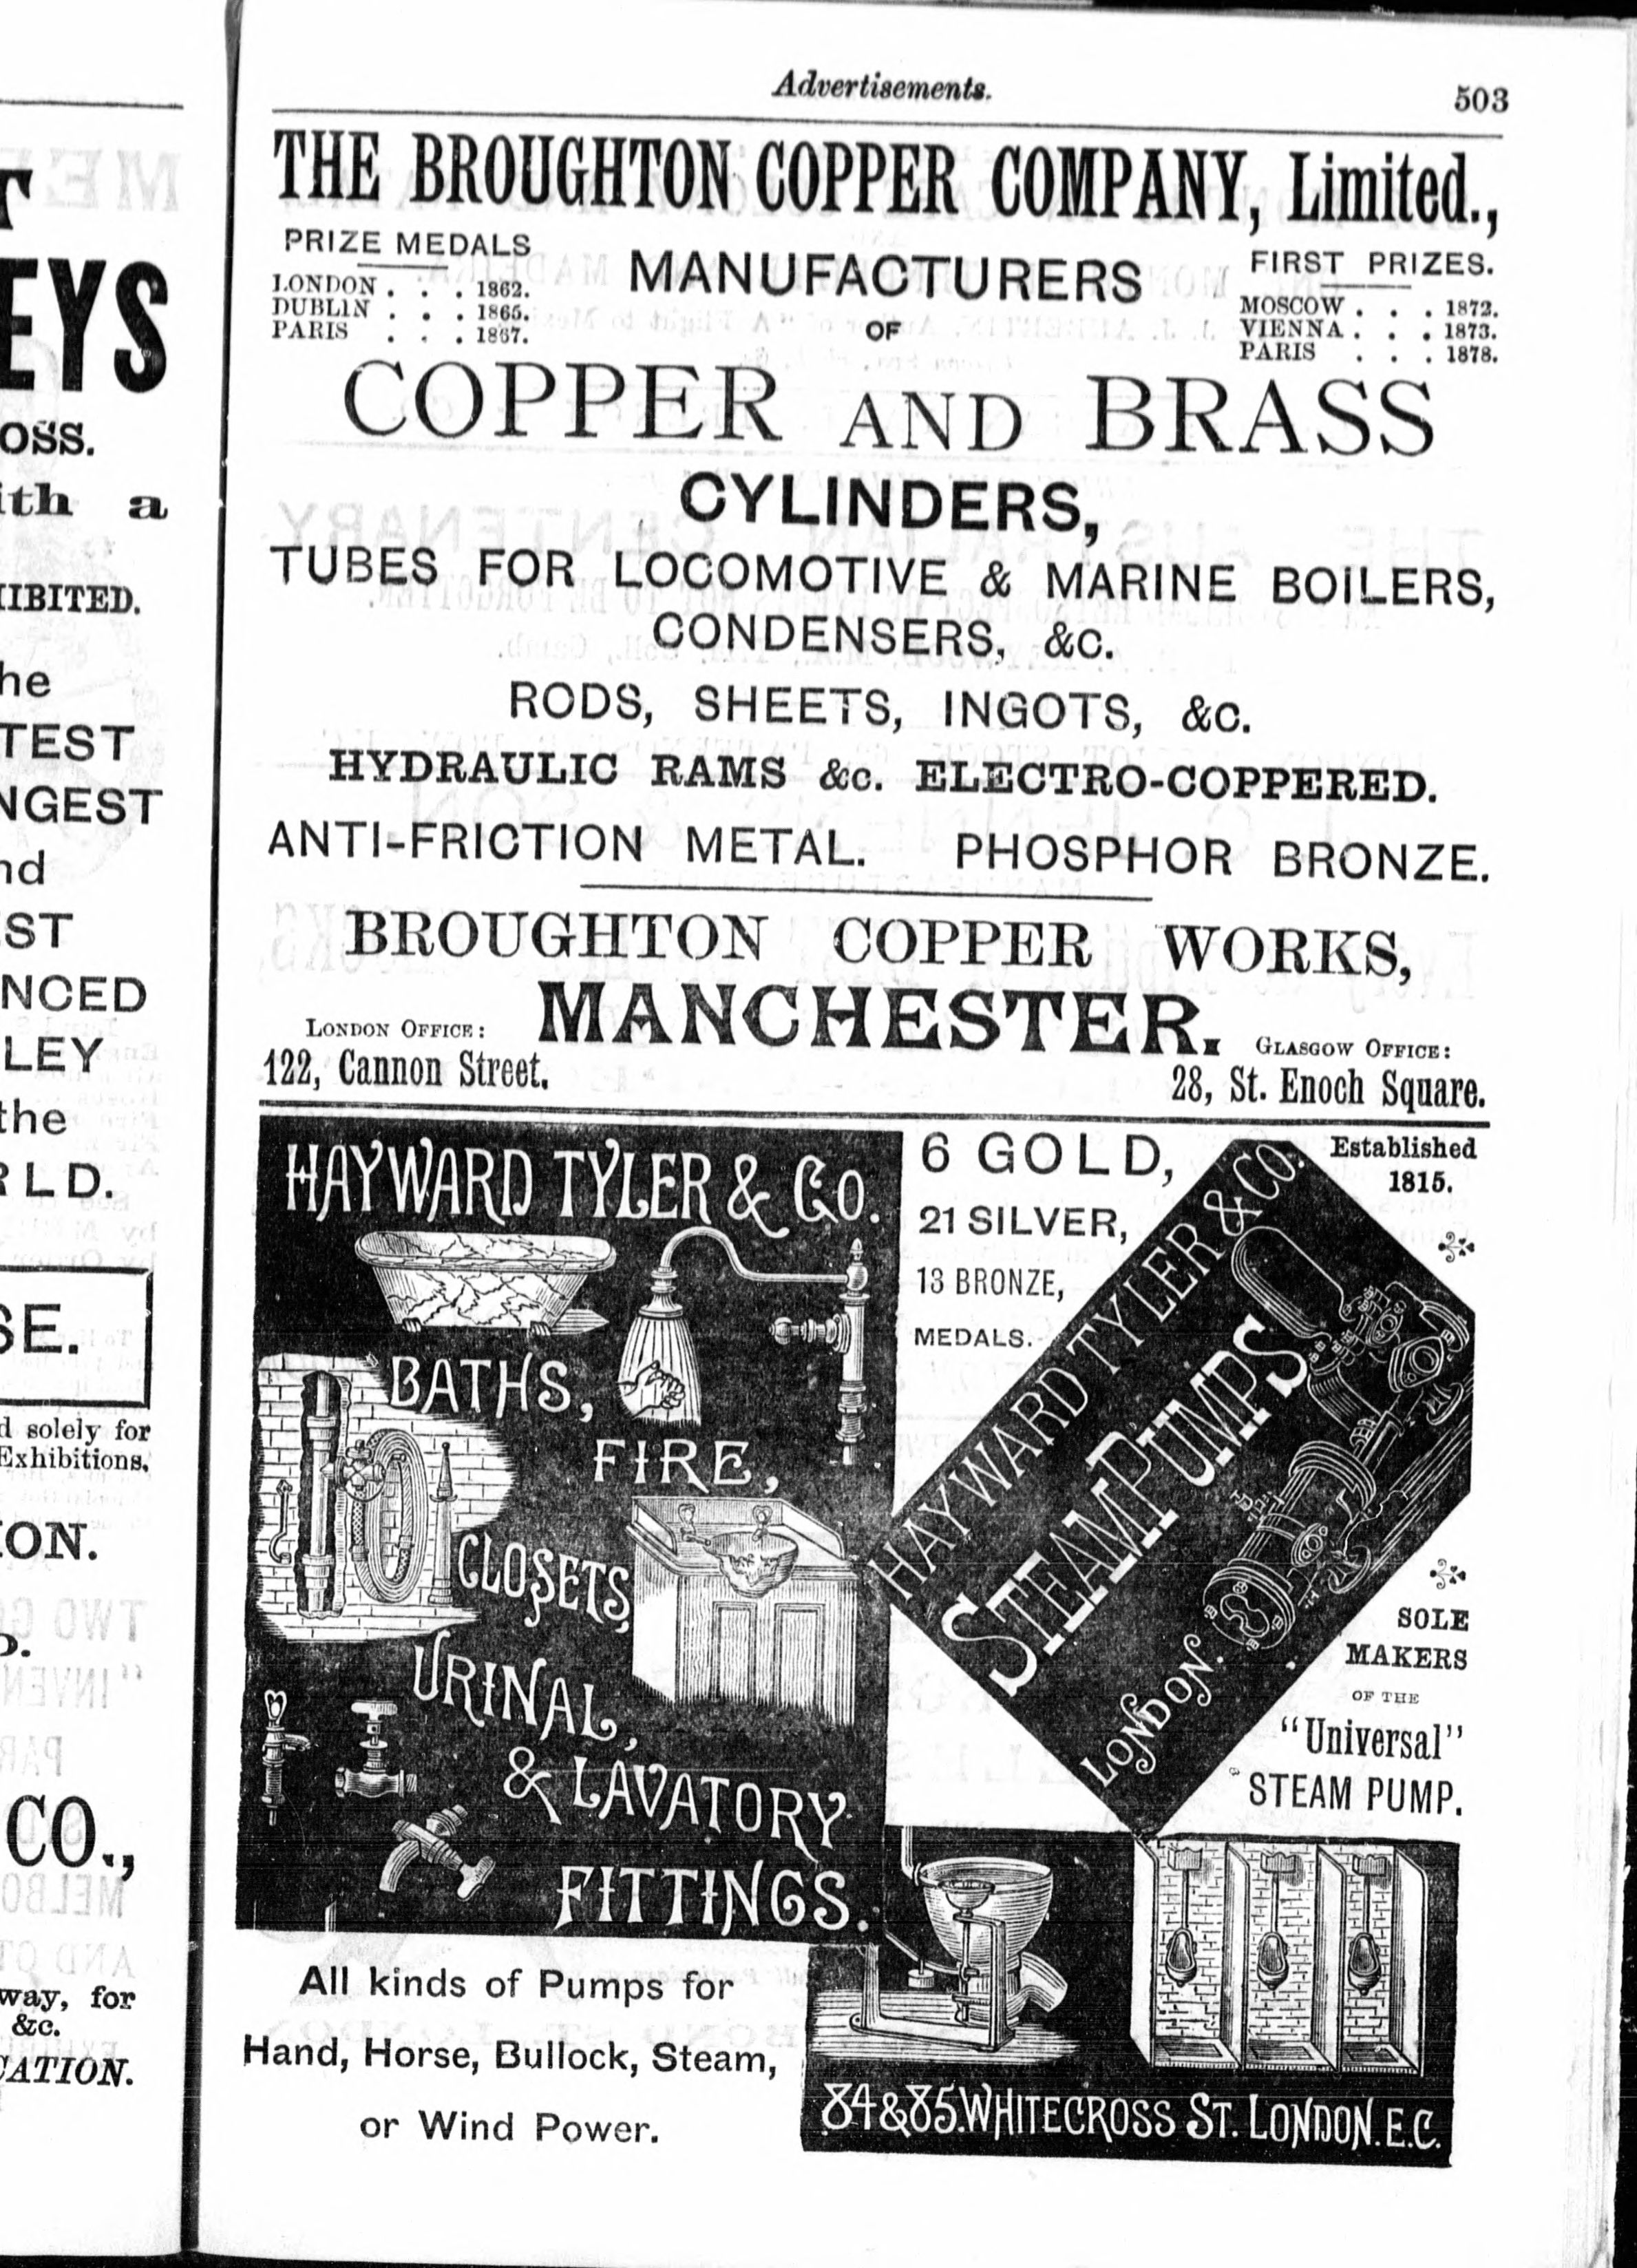 T
EYS
oss.
ith a
IBITED.
he
TEST
NGEST
nd
ST
NCED
LEY
the
RLD.
SE.
d solely for
Exhibitions,
ON.
CO.,
way, for
&c.
CATION.
Advertisements.
503
THE BROUGHTON COPPER COMPANY, Limited.,
PRIZE MEDALS
LONDON . . . 1862.
DUBLIN . . . 1865.
PARIS . . . 1867.
MANUFACTURERS
OF
FIRST PRIZES.
MOSCOW . . . 1872.
VIENNA . . . 1873.
PARIS . . . 1878.
COPPER AND BRASS
CYLINDERS,
TUBES FOR LOCOMOTIVE & MARINE BOILERS,
CONDENSERS, &c.
RODS, SHEETS, INGOTS, &c.
HYDRAULIC RAMS &c. ELECTRO-COPPERED.
ANTI-FRICTION METAL. PHOSPHOR BRONZE.
BROUGHTON COPPER WORKS,
MANCHESTER.
LONDON OFFICE:
122, Cannon Street.
GLASGOW OFFICE:
28, St. Enoch Square.
HAYWARD TYLER & Co.
BATHS,
FIRE,
CLOSETS,
URINAL,
& LAVATORY
FITTINGS.
6 GOLD,
21 SILVER,
13 BRONZE,
MEDALS.
Established
1815.
HAYWARD TYLER & CO.
STEAM PUMPS
LONDON.
SOLE
MAKERS
OF THE
"Universal"
STEAM PUMP.
All kinds of Pumps for
Hand, Horse, Bullock, Steam,
or Wind Power.
84 & 85. WHITECROSS ST. LONDON. E.C.